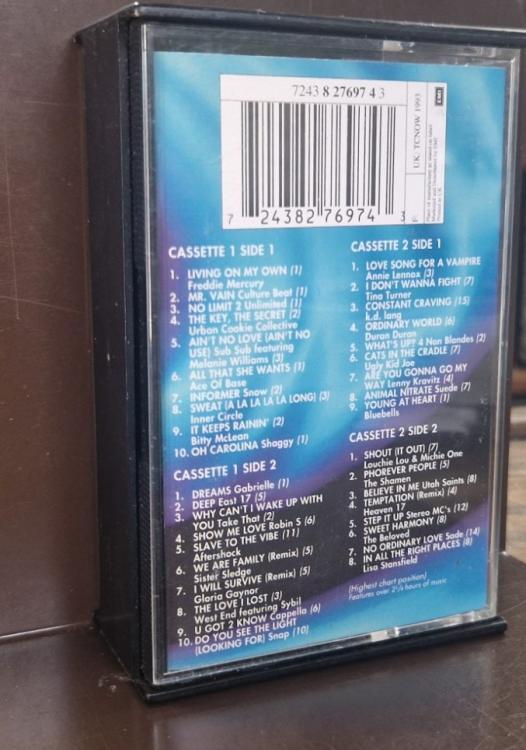 7243 8 27697 4 3
EMI
UK: TCNOW 1993
Printed in U.K.
7 24382 76974 3
CASSETTE 1 SIDE 1
1. LIVING ON MY OWN (1)
Freddie Mercury
2. MR. VAIN Culture Beat (1)
3. NO LIMIT 2 Unlimited (1)
4. THE KEY, THE SECRET (2)
Urban Cookie Collective
5. AIN'T NO LOVE (AIN'T NO
USE) Sub Sub featuring
Melanie Williams (3)
6. ALL THAT SHE WANTS (1)
Ace Of Base
7. INFORMER Snow (2)
8. SWEAT (A LA LA LA LONG) (3)
Inner Circle
9. IT KEEPS RAININ' (2)
Bitty McLean
10. OH CAROLINA Shaggy (1)
CASSETTE 1 SIDE 2
1. DREAMS Gabrielle (1)
2. DEEP East 17 (5)
3. WHY CAN'T I WAKE UP WITH
YOU Take That (2)
4. SHOW ME LOVE Robin S (6)
5. SLAVE TO THE VIBE (11)
Aftershock
6. WE ARE FAMILY (Remix) (5)
Sister Sledge
7. I WILL SURVIVE (Remix) (5)
Gloria Gaynor
8. THE LOVE I LOST (3)
West End featuring Sybil
9. U GOT 2 KNOW Cappella (6)
10. DO YOU SEE THE LIGHT
(LOOKING FOR) Snap (10)
CASSETTE 2 SIDE 1
1. LOVE SONG FOR A VAMPIRE
Annie Lennox (3)
2. I DON'T WANNA FIGHT (7)
Tina Turner
3. CONSTANT CRAVING (15)
k.d. lang
4. ORDINARY WORLD (6)
Duran Duran
5. WHAT'S UP? 4 Non Blondes (2)
6. CATS IN THE CRADLE (7)
Ugly Kid Joe
7. ARE YOU GONNA GO MY
WAY Lenny Kravitz (4)
8. ANIMAL NITRATE Suede (7)
9. YOUNG AT HEART (1)
Bluebells
CASSETTE 2 SIDE 2
1. SHOUT (IT OUT) (7)
Louchie Lou & Michie One
2. PHOREVER PEOPLE (5)
The Shamen
3. BELIEVE IN ME Utah Saints (8)
4. TEMPTATION (Remix) (4)
Heaven 17
5. STEP IT UP Stereo MC's (12)
6. SWEET HARMONY (8)
The Beloved
7. NO ORDINARY LOVE Sade (14)
8. IN ALL THE RIGHT PLACES (8)
Lisa Stansfield
(Highest chart position)
Features over 2½ hours of music